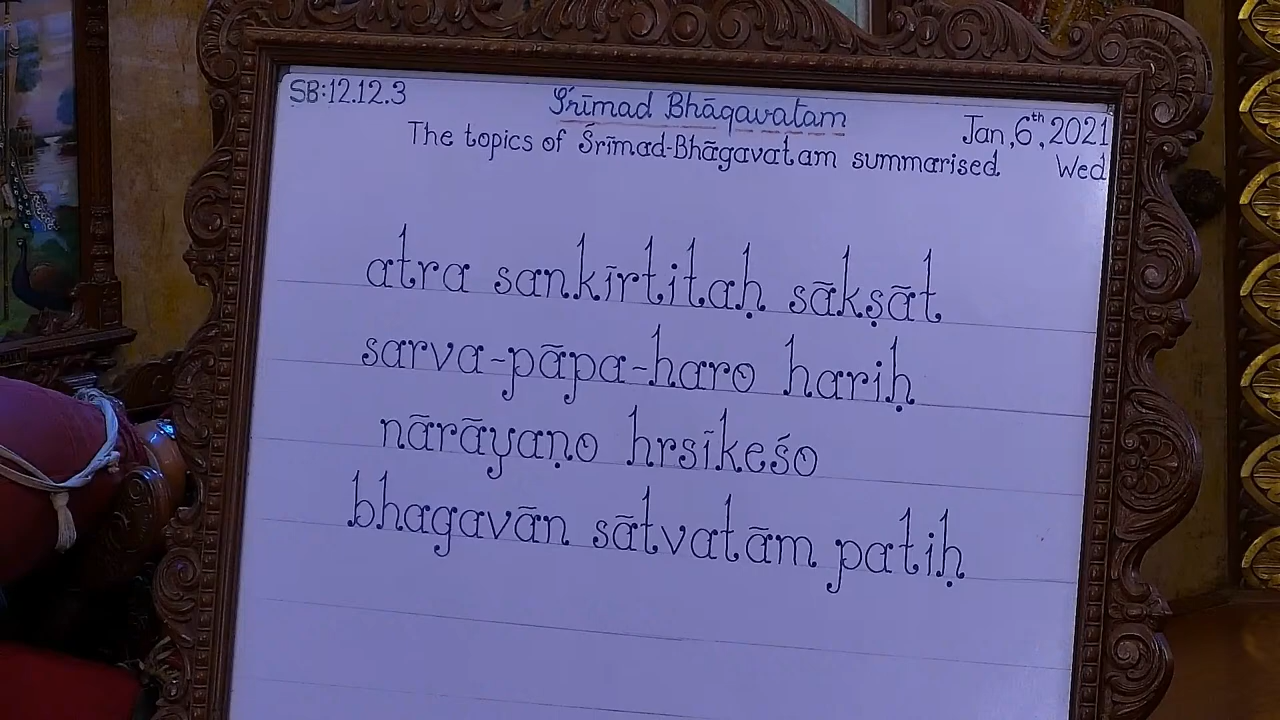 SB:12.12.3
Śrīmad Bhāgavatam
Jan, 6th, 2021
The topics of Śrīmad-Bhāgavatam summarised
Wed
atra sankīrtitaḥ sākṣāt
sarva-pāpa-haro hariḥ
nārāyaṇo hrsīkeśo
bhagavān sātvatām patiḥ